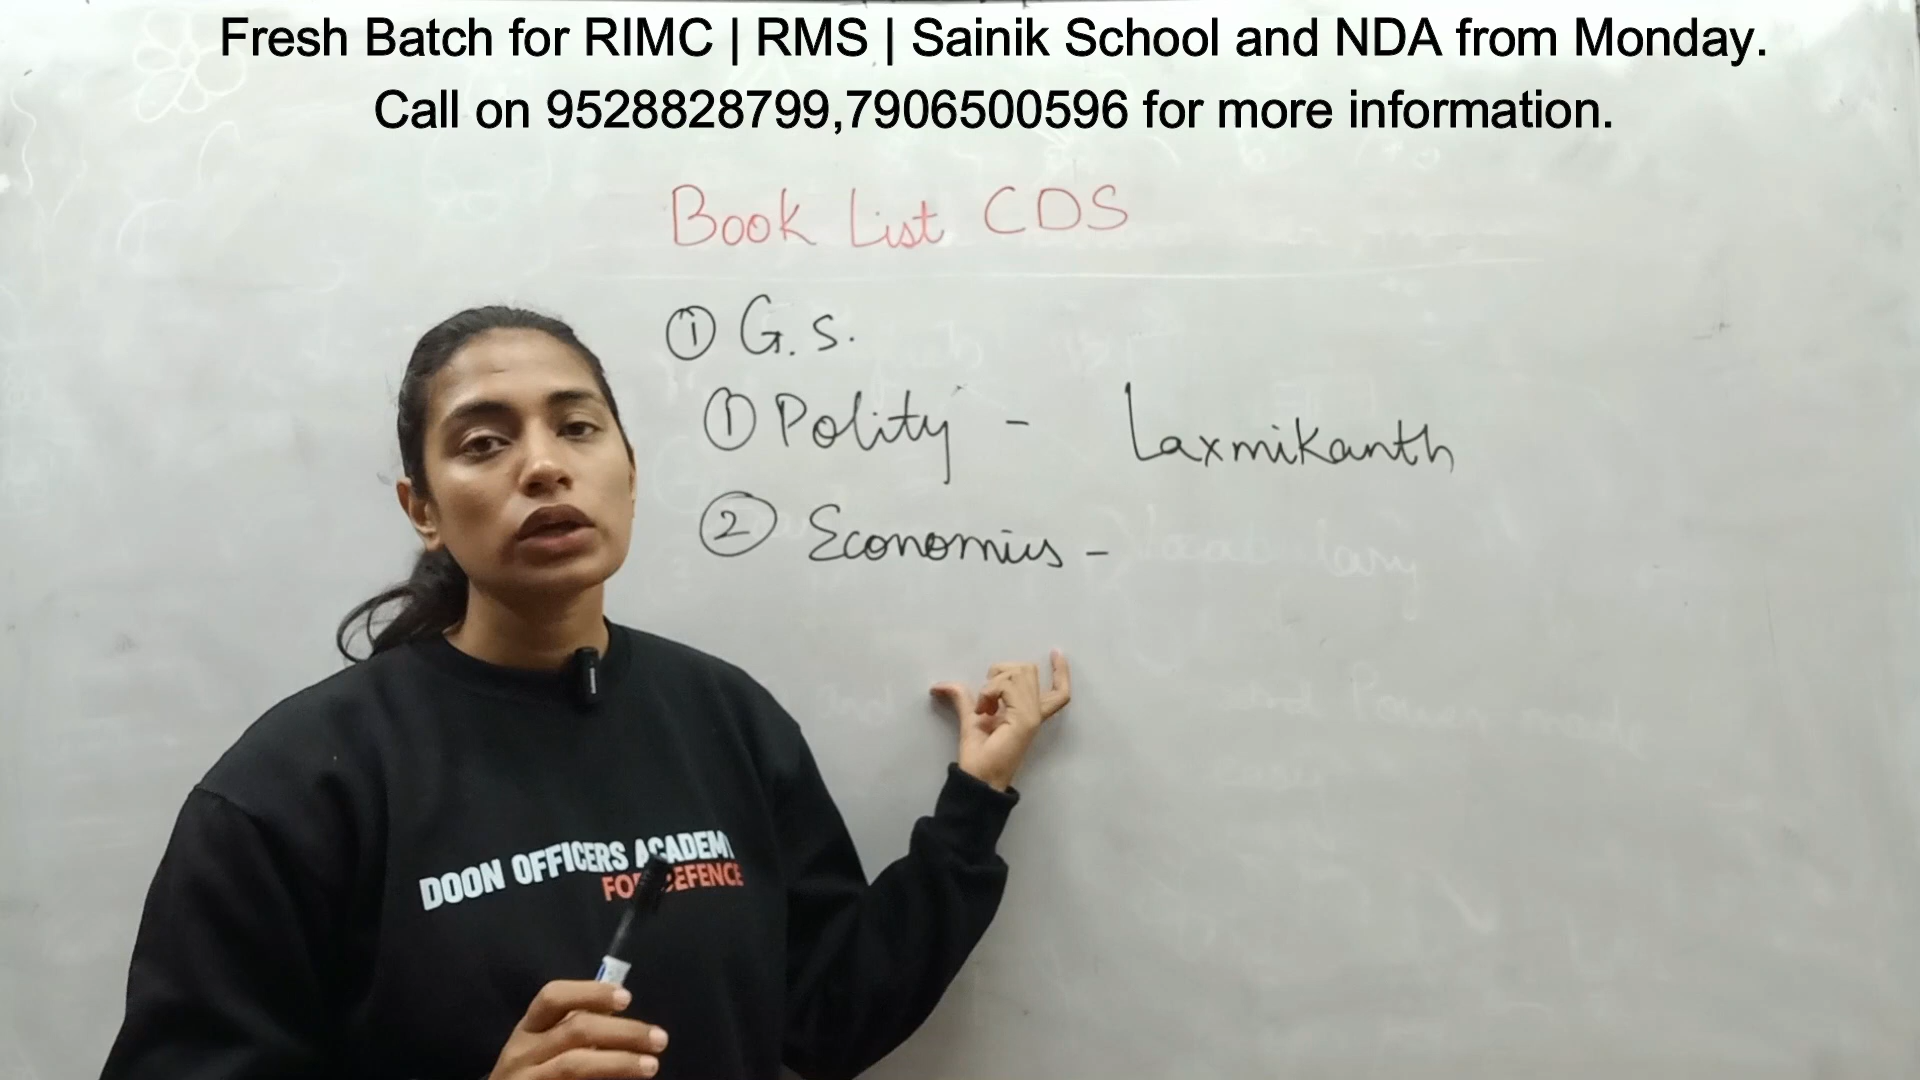 Fresh Batch for RIMC | RMS | Sainik School and NDA from Monday.
Call on 9528828799,7906500596 for more information.
Book List CDS
① G.S.
① Polity - Laxmikanth
② Economics -
DOON OFFICERS ACADEMY
FOR DEFENCE